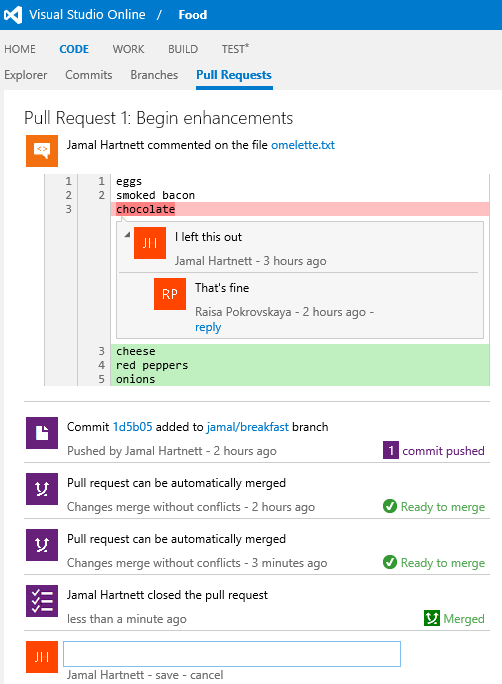 Visual Studio Online / Food
HOME CODE WORK BUILD TEST*
Explorer Commits Branches Pull Requests
Pull Request 1: Begin enhancements
Jamal Hartnett commented on the file omelette.txt
1 1 eggs
2 2 smoked bacon
3 chocolate
JH I left this out
Jamal Hartnett - 3 hours ago
RP That's fine
Raisa Pokrovskaya - 2 hours ago -
reply
3 cheese
4 red peppers
5 onions
Commit 1d5b05 added to jamal/breakfast branch
Pushed by Jamal Hartnett - 2 hours ago 1 commit pushed
Pull request can be automatically merged
Changes merge without conflicts - 2 hours ago Ready to merge
Pull request can be automatically merged
Changes merge without conflicts - 3 minutes ago Ready to merge
Jamal Hartnett closed the pull request
less than a minute ago Merged
JH
Jamal Hartnett - save - cancel